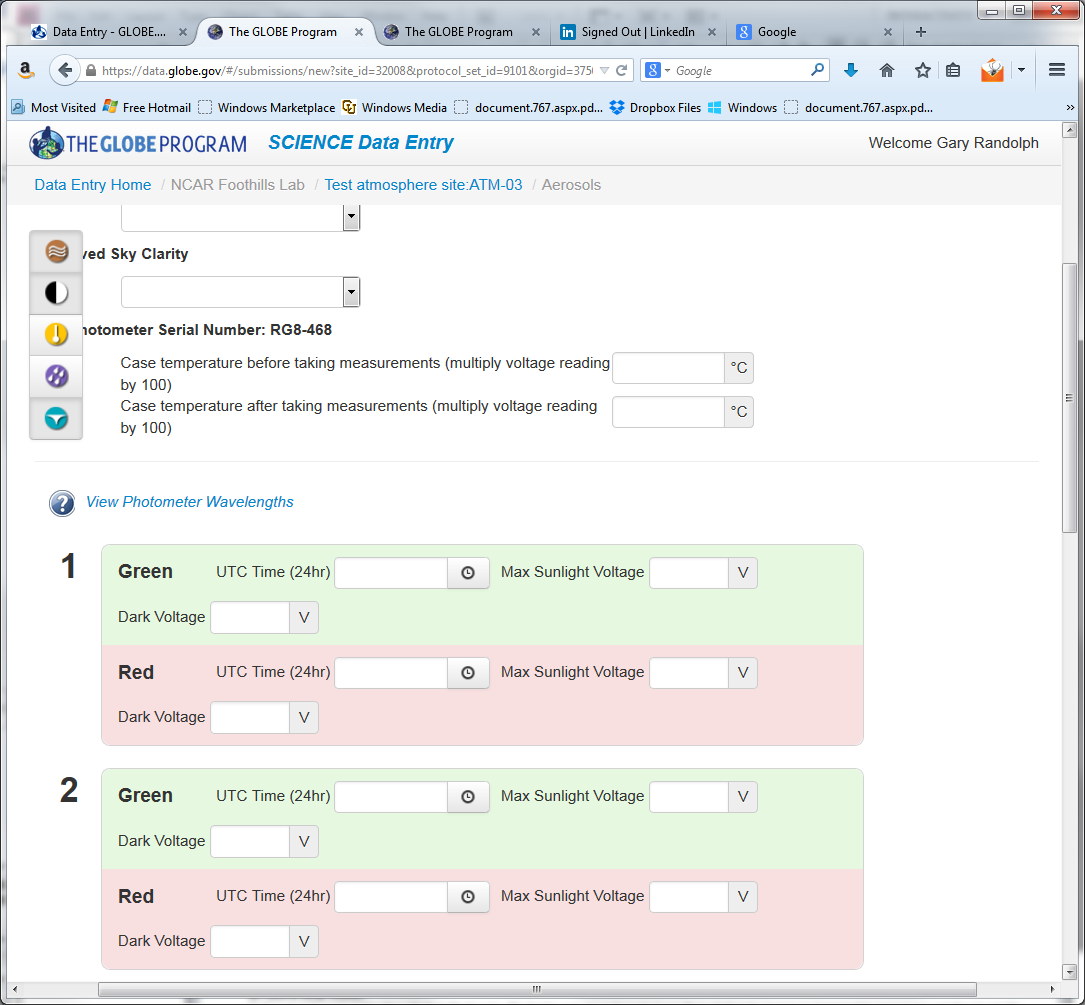 Data Entry - GLOBE.... × The GLOBE Program × The GLOBE Program × Signed Out | LinkedIn × Google × +
https://data.globe.gov/#/submissions/new?site_id=32008&protocol_set_id=9101&orgid=375 Google
Most Visited Free Hotmail Windows Marketplace Windows Media document.767.aspx.pd... Dropbox Files Windows document.767.aspx.pd... »
THE GLOBE PROGRAM SCIENCE Data Entry Welcome Gary Randolph
Data Entry Home / NCAR Foothills Lab / Test atmosphere site:ATM-03 / Aerosols
ved Sky Clarity
hotometer Serial Number: RG8-468
Case temperature before taking measurements (multiply voltage reading °C
by 100)
Case temperature after taking measurements (multiply voltage reading °C
by 100)
? View Photometer Wavelengths
1 Green UTC Time (24hr) Max Sunlight Voltage V
Dark Voltage V
Red UTC Time (24hr) Max Sunlight Voltage V
Dark Voltage V
2 Green UTC Time (24hr) Max Sunlight Voltage V
Dark Voltage V
Red UTC Time (24hr) Max Sunlight Voltage V
Dark Voltage V